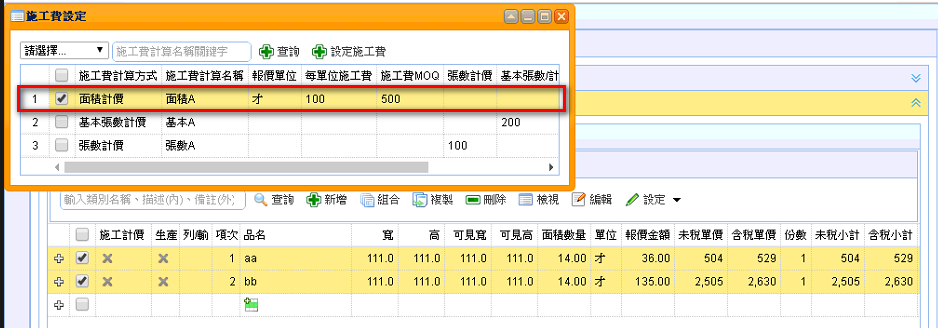 施工費設定
請選擇... 施工費計算名稱關鍵字 查詢 設定施工費
施工費計算方式 施工費計算名稱 報價單位 每單位施工費 施工費MOQ 張數計價 基本張數/計
1 面積計價 面積A 才 100 500
2 基本張數計價 基本A 200
3 張數計價 張數A 100
輸入類別名稱、描述(內)、備註(外) 查詢 新增 組合 複製 刪除 檢視 編輯 設定
施工計價 生產 列/輸 項次 品名 寬 高 可見寬 可見高 面積數量 單位 報價金額 未稅單價 含稅單價 份數 未稅小計 含稅小計
1 aa 111.0 111.0 111.0 111.0 14.00 才 36.00 504 529 1 504 529
2 bb 111.0 111.0 111.0 111.0 14.00 才 135.00 2,505 2,630 1 2,505 2,630